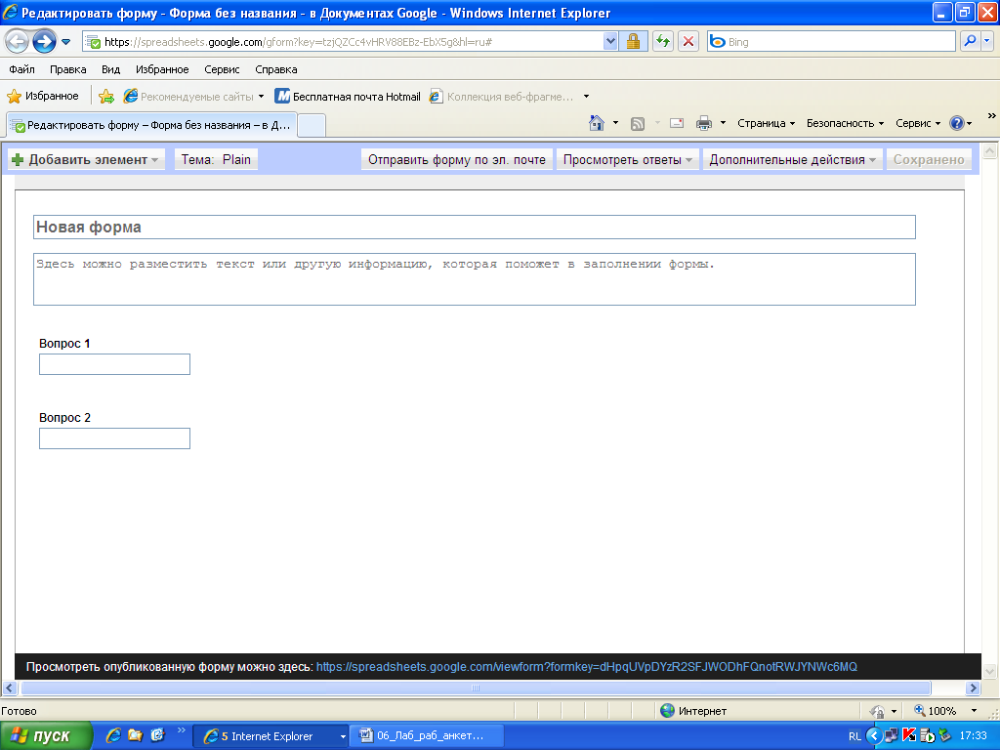 Редактировать форму - Форма без названия - в Документах Google - Windows Internet Explorer
https://spreadsheets.google.com/gform?key=tzjQZCc4vHRV88EBz-EbX5g&hl=ru#
Bing
Файл Правка Вид Избранное Сервис Справка
Избранное Рекомендуемые сайты Бесплатная почта Hotmail Коллекция веб-фрагме...
Редактировать форму – Форма без названия – в Д... Страница Безопасность Сервис
Добавить элемент Тема: Plain Отправить форму по эл. почте Просмотреть ответы Дополнительные действия Сохранено
Новая форма
Здесь можно разместить текст или другую информацию, которая поможет в заполнении формы.
Вопрос 1
Вопрос 2
Просмотреть опубликованную форму можно здесь: https://spreadsheets.google.com/viewform?formkey=dHpqUVpDYzR2SFJWODhFQnotRWJYNWc6MQ
Готово Интернет 100%
пуск 5 Internet Explorer 06_Лаб_раб_анкет... RL 17:33